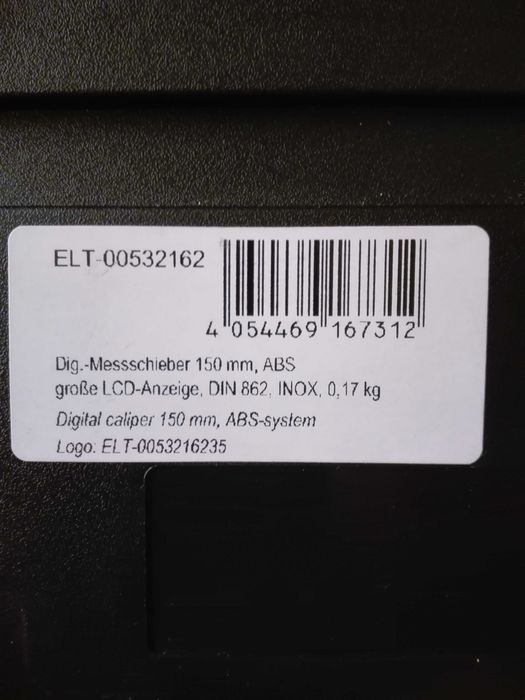 ELT-00532162
4 054469 167312
Dig.-Messschieber 150 mm, ABS
große LCD-Anzeige, DIN 862, INOX, 0,17 kg
Digital caliper 150 mm, ABS-system
Logo: ELT-0053216235